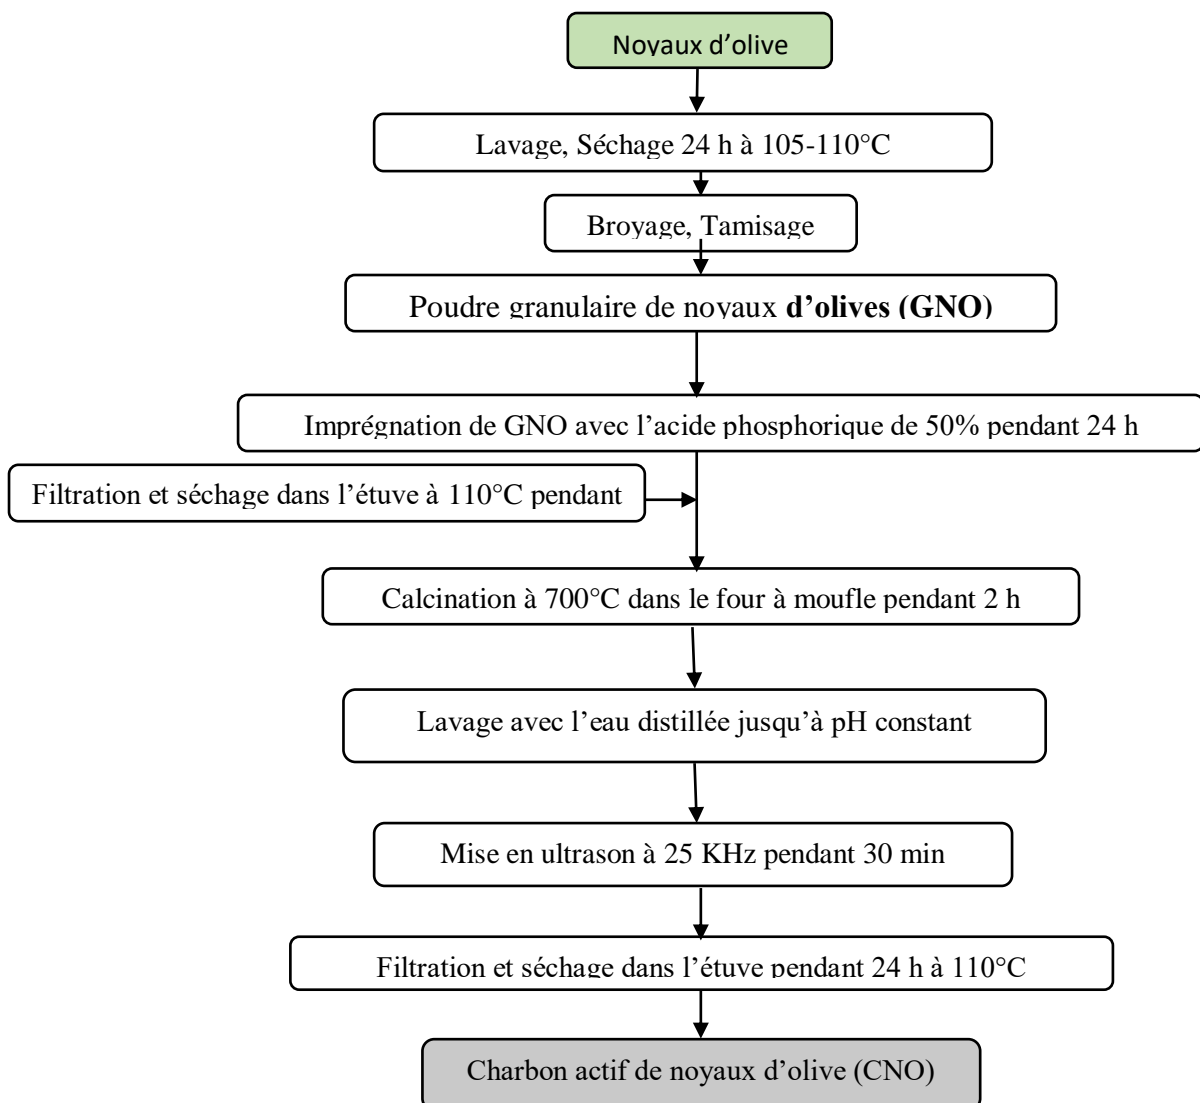 Noyaux d’olive
Lavage, Séchage 24 h à 105-110°C
Broyage, Tamisage
Poudre granulaire de noyaux d’olives (GNO)
Imprégnation de GNO avec l’acide phosphorique de 50% pendant 24 h
Filtration et séchage dans l’étuve à 110°C pendant
Calcination à 700°C dans le four à moufle pendant 2 h
Lavage avec l’eau distillée jusqu’à pH constant
Mise en ultrason à 25 KHz pendant 30 min
Filtration et séchage dans l’étuve pendant 24 h à 110°C
Charbon actif de noyaux d’olive (CNO)